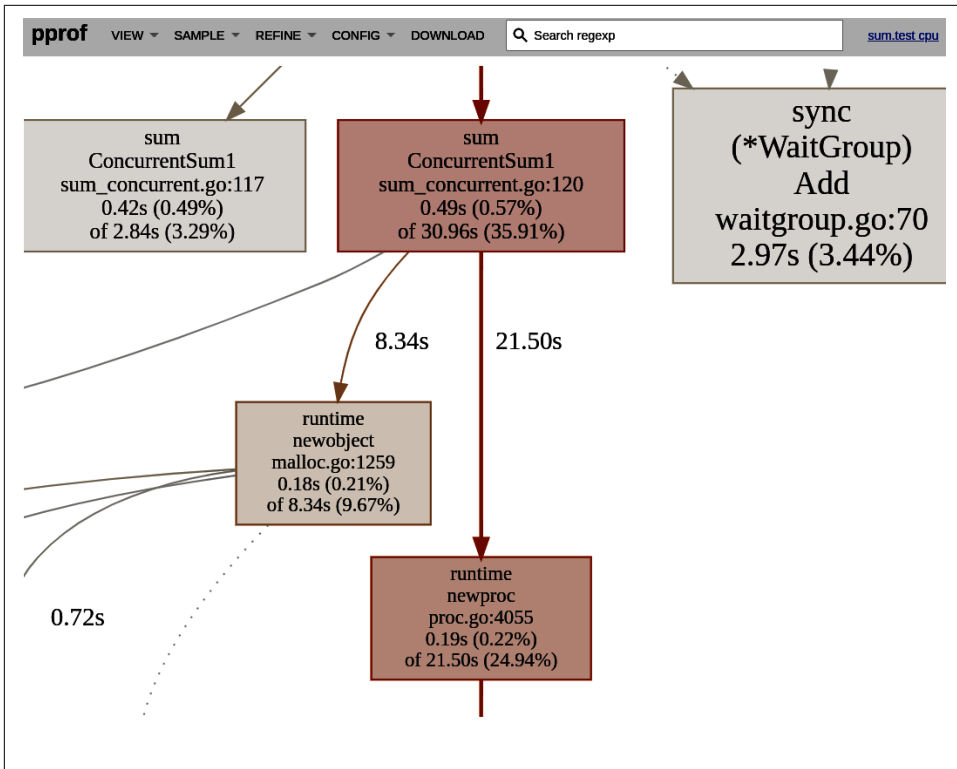 pprof VIEW SAMPLE REFINE CONFIG DOWNLOAD Search regexp sum.test cpu
sum
ConcurrentSum1
sum_concurrent.go:117
0.42s (0.49%)
of 2.84s (3.29%)
sum
ConcurrentSum1
sum_concurrent.go:120
0.49s (0.57%)
of 30.96s (35.91%)
sync
(*WaitGroup)
Add
waitgroup.go:70
2.97s (3.44%)
8.34s
21.50s
runtime
newobject
malloc.go:1259
0.18s (0.21%)
of 8.34s (9.67%)
0.72s
runtime
newproc
proc.go:4055
0.19s (0.22%)
of 21.50s (24.94%)